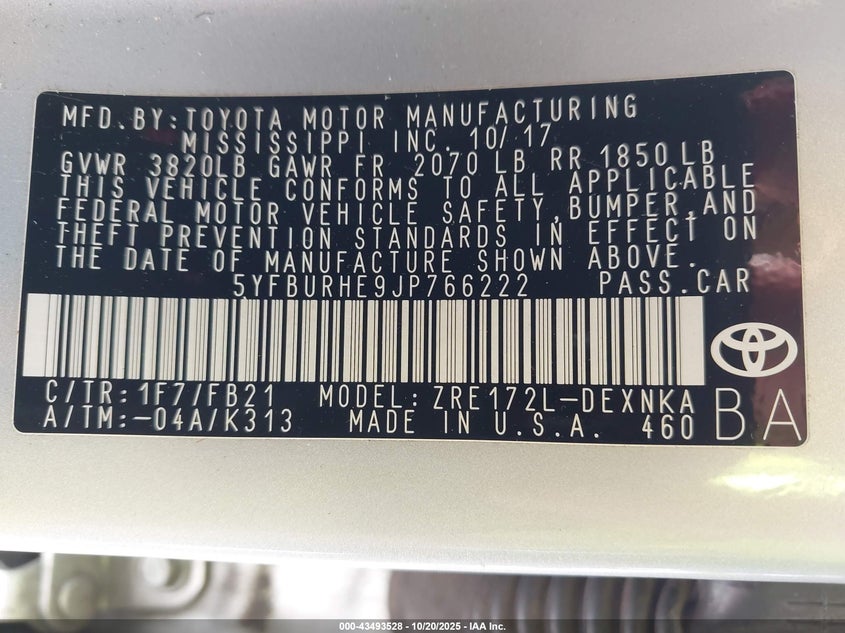 MFD.BY:TOYOTA MOTOR MANUFACTURING
MISSISSIPPI INC. 10/17
GVWR 3820LB GAWR FR 2070 LB RR 1850LB
THIS VEHICLE CONFORMS TO ALL APPLICABLE
FEDERAL MOTOR VEHICLE SAFETY,BUMPER,AND
THEFT PREVENTION STANDARDS IN EFFECT ON
THE DATE OF MANUFACTURE SHOWN ABOVE.
5YFBURHE9JP766222 PASS.CAR
C/TR:1F7/FB21 MODEL:ZRE172L-DEXNKA
A/TM:-04A/K313 MADE IN U.S.A. 460 BA
000-43493528 - 10/20/2025 - IAA Inc.